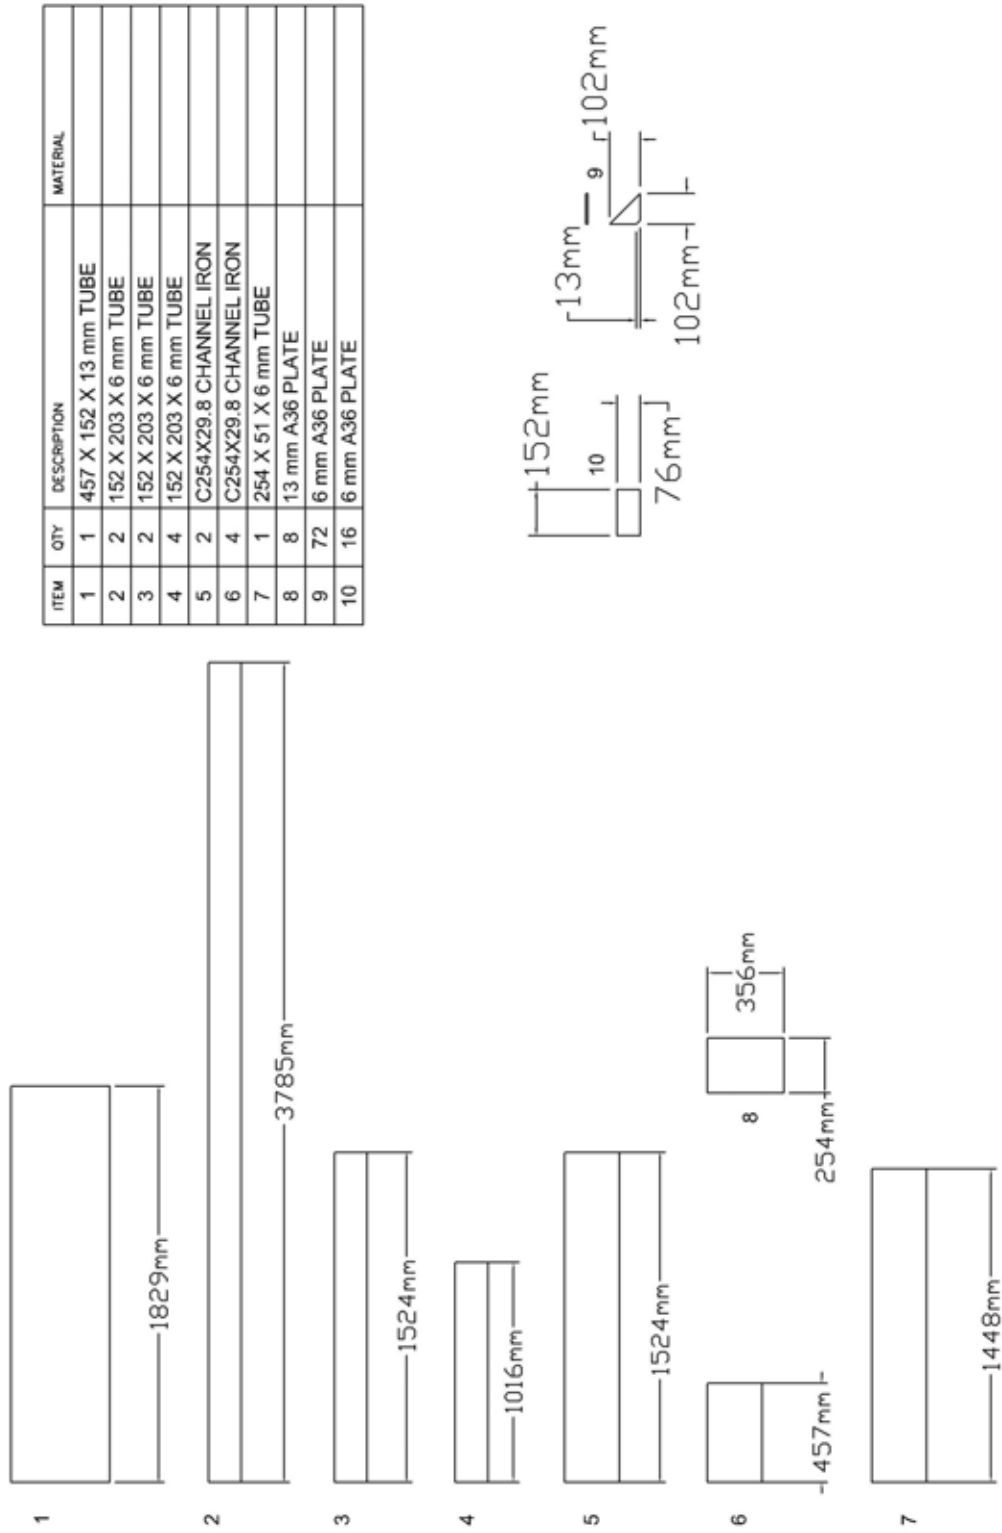 ITEM QTY DESCRIPTION MATERIAL
1 1 457 X 152 X 13 mm TUBE
2 2 152 X 203 X 6 mm TUBE
3 2 152 X 203 X 6 mm TUBE
4 4 152 X 203 X 6 mm TUBE
5 2 C254X29.8 CHANNEL IRON
6 4 C254X29.8 CHANNEL IRON
7 1 254 X 51 X 6 mm TUBE
8 8 13 mm A36 PLATE
9 72 6 mm A36 PLATE
10 16 6 mm A36 PLATE
1
1829mm
2
3785mm
3
1524mm
4
1016mm
5
1524mm
6
457mm
8
356mm
254mm
7
1448mm
152mm
10
76mm
13mm
9
102mm
102mm